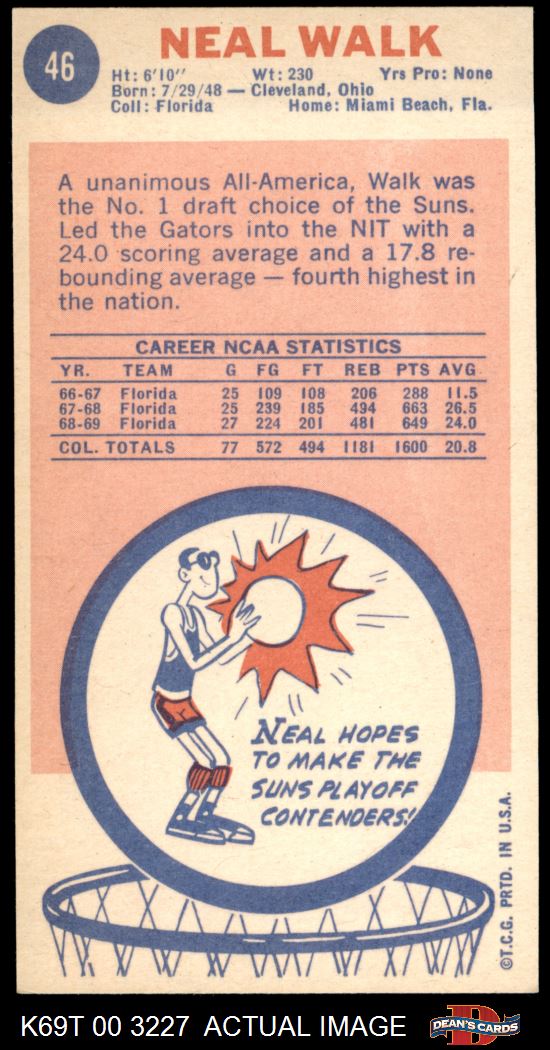 46
NEAL WALK
Ht: 6'10" Wt: 230 Yrs Pro: None
Born: 7/29/48 — Cleveland, Ohio
Coll: Florida Home: Miami Beach, Fla.
A unanimous All-America, Walk was
the No. 1 draft choice of the Suns.
Led the Gators into the NIT with a
24.0 scoring average and a 17.8 re-
bounding average — fourth highest in
the nation.
CAREER NCAA STATISTICS
YR. TEAM G FG FT REB PTS AVG
66-67 Florida 25 109 108 206 288 11.5
67-68 Florida 25 239 185 494 663 26.5
68-69 Florida 27 224 201 481 649 24.0
COL. TOTALS 77 572 494 1181 1600 20.8
NEAL HOPES
TO MAKE THE
SUNS PLAYOFF
CONTENDERS!
©T.C.G. PRTD. IN U.S.A.
K69T 00 3227 ACTUAL IMAGE
D
DEAN'S CARDS